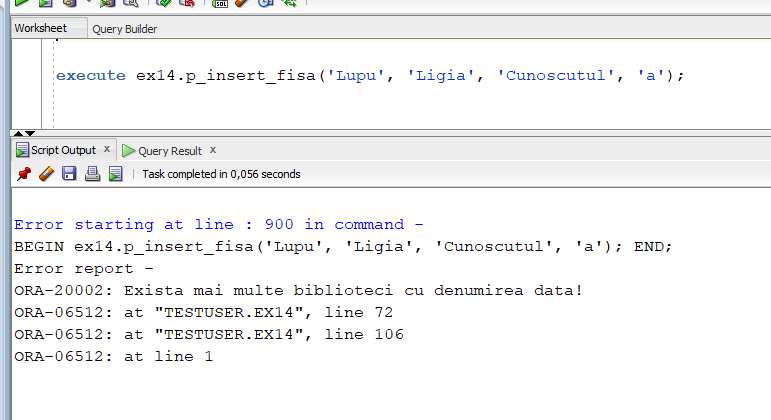 Worksheet Query Builder
execute ex14.p_insert_fisa('Lupu', 'Ligia', 'Cunoscutul', 'a');
Script Output x Query Result x
Task completed in 0,056 seconds
Error starting at line : 900 in command -
BEGIN ex14.p_insert_fisa('Lupu', 'Ligia', 'Cunoscutul', 'a'); END;
Error report -
ORA-20002: Exista mai multe biblioteci cu denumirea data!
ORA-06512: at "TESTUSER.EX14", line 72
ORA-06512: at "TESTUSER.EX14", line 106
ORA-06512: at line 1